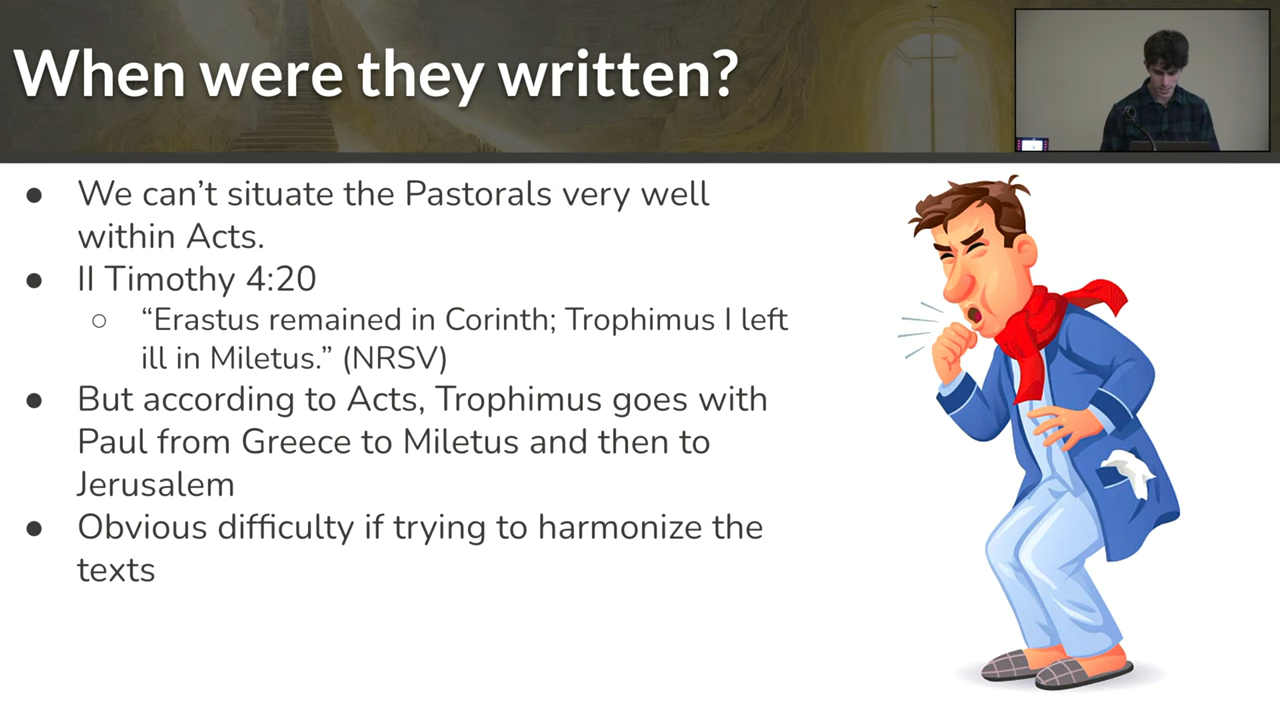 When were they written?
● We can’t situate the Pastorals very well
within Acts.
● II Timothy 4:20
○ “Erastus remained in Corinth; Trophimus I left
ill in Miletus.” (NRSV)
● But according to Acts, Trophimus goes with
Paul from Greece to Miletus and then to
Jerusalem
● Obvious difficulty if trying to harmonize the
texts